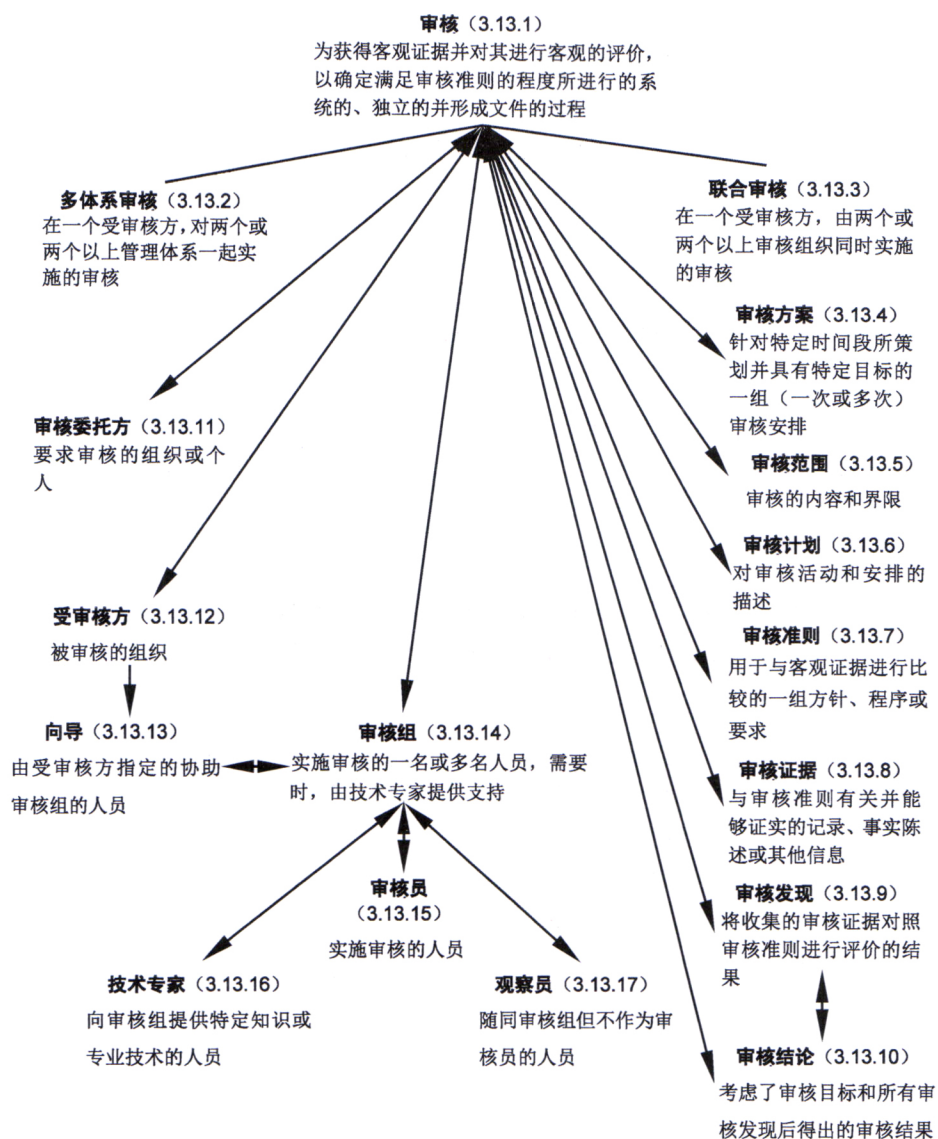 审核（3.13.1）
为获得客观证据并对其进行客观的评价，
以确定满足审核准则的程度所进行的系
统的、独立的并形成文件的过程
多体系审核（3.13.2）
在一个受审核方，对两个或
两个以上管理体系一起实
施的审核
联合审核（3.13.3）
在一个受审核方，由两个或
两个以上审核组织同时实施
的审核
审核方案（3.13.4）
针对特定时间段所策
划并具有特定目标的
一组（一次或多次）
审核安排
审核委托方（3.13.11）
要求审核的组织或个
人
审核范围（3.13.5）
审核的内容和界限
审核计划（3.13.6）
对审核活动和安排的
描述
受审核方（3.13.12）
被审核的组织
审核准则（3.13.7）
用于与客观证据进行比
较的一组方针、程序或
要求
向导（3.13.13）
由受审核方指定的协助
审核组的人员
审核组（3.13.14）
实施审核的一名或多名人员，需要
时，由技术专家提供支持
审核证据（3.13.8）
与审核准则有关并能
够证实的记录、事实陈
述或其他信息
审核员
（3.13.15）
实施审核的人员
审核发现（3.13.9）
将收集的审核证据对照
审核准则进行评价的结
果
技术专家（3.13.16）
向审核组提供特定知识或
专业技术的人员
观察员（3.13.17）
随同审核组但不作为审
核员的人员
审核结论（3.13.10）
考虑了审核目标和所有审
核发现后得出的审核结果